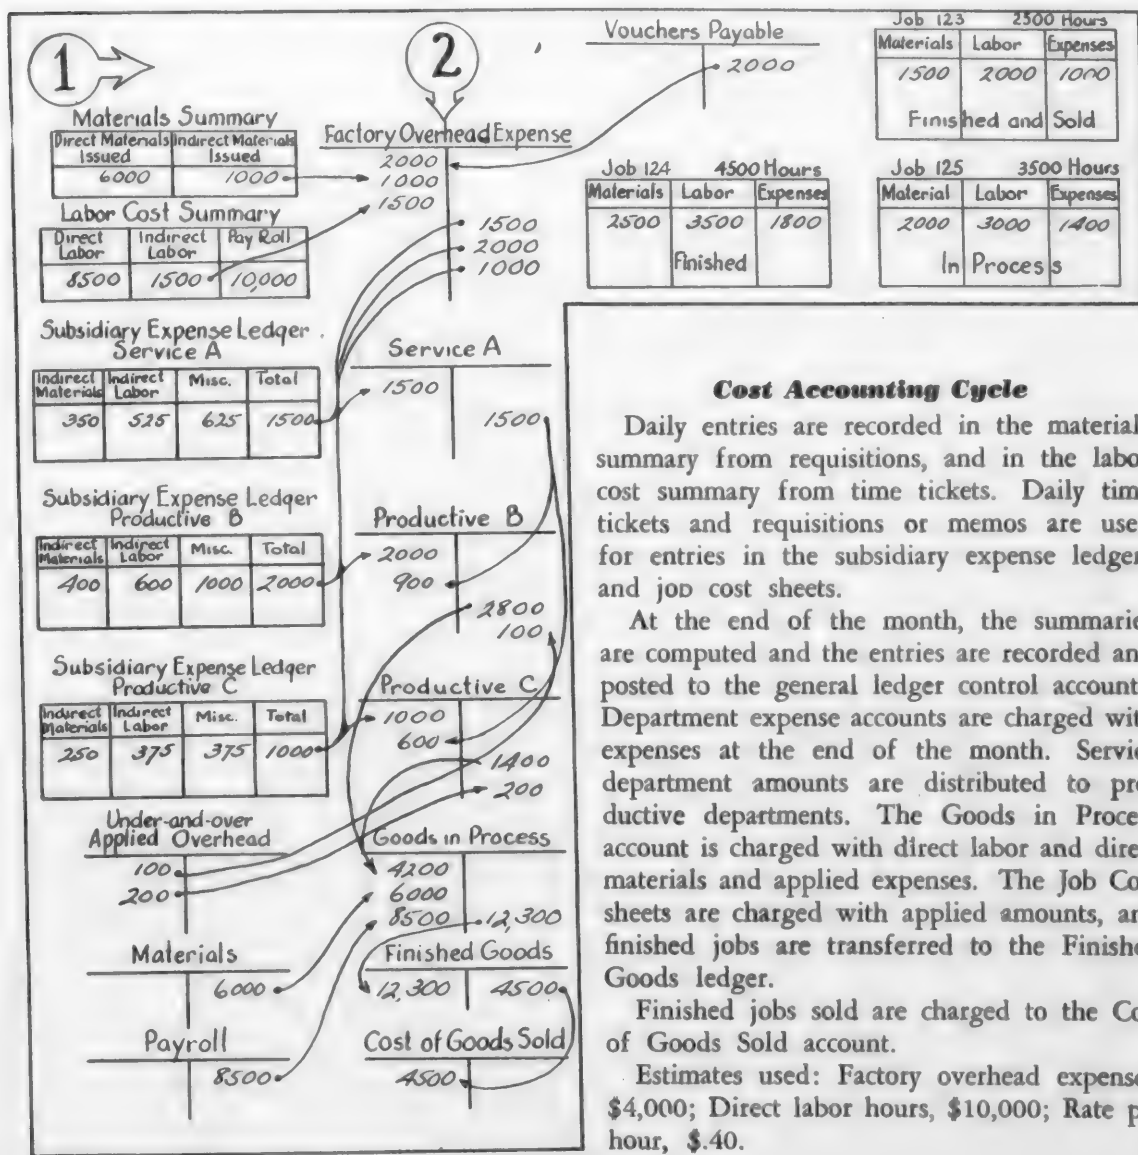 1
2
Vouchers Payable
2000
Job 123 2500 Hours
Materials Labor Expenses
1500 2000 1000
Finished and Sold
Materials Summary
Direct Materials Issued Indirect Materials Issued
6000 1000
Factory Overhead Expense
2000
1000
1500
1500
2000
1000
Job 124 4500 Hours
Materials Labor Expenses
2500 3500 1800
Finished
Job 125 3500 Hours
Material Labor Expenses
2000 3000 1400
In Process
Labor Cost Summary
Direct Labor Indirect Labor Pay Roll
8500 1500 10,000
Subsidiary Expense Ledger
Service A
Indirect Materials Indirect Labor Misc. Total
350 525 625 1500
Service A
1500
1500
Subsidiary Expense Ledger
Productive B
Indirect Materials Indirect Labor Misc. Total
400 600 1000 2000
Productive B
2000
900
2800
100
Subsidiary Expense Ledger
Productive C
Indirect Materials Indirect Labor Misc. Total
250 375 375 1000
Productive C
1000
600
1400
200
Under-and-over
Applied Overhead
100
200
Goods in Process
4200
6000
8500 12,300
Materials
6000
Finished Goods
12,300 4500
Payroll
8500
Cost of Goods Sold
4500
Cost Accounting Cycle
Daily entries are recorded in the material
summary from requisitions, and in the labo
cost summary from time tickets. Daily tim
tickets and requisitions or memos are use
for entries in the subsidiary expense ledger
and job cost sheets.
At the end of the month, the summarie
are computed and the entries are recorded an
posted to the general ledger control account
Department expense accounts are charged wit
expenses at the end of the month. Servic
department amounts are distributed to pro
ductive departments. The Goods in Proces
account is charged with direct labor and dire
materials and applied expenses. The Job Co
sheets are charged with applied amounts, an
finished jobs are transferred to the Finishe
Goods ledger.
Finished jobs sold are charged to the Co
of Goods Sold account.
Estimates used: Factory overhead expense
$4,000; Direct labor hours, $10,000; Rate p
hour, $.40.